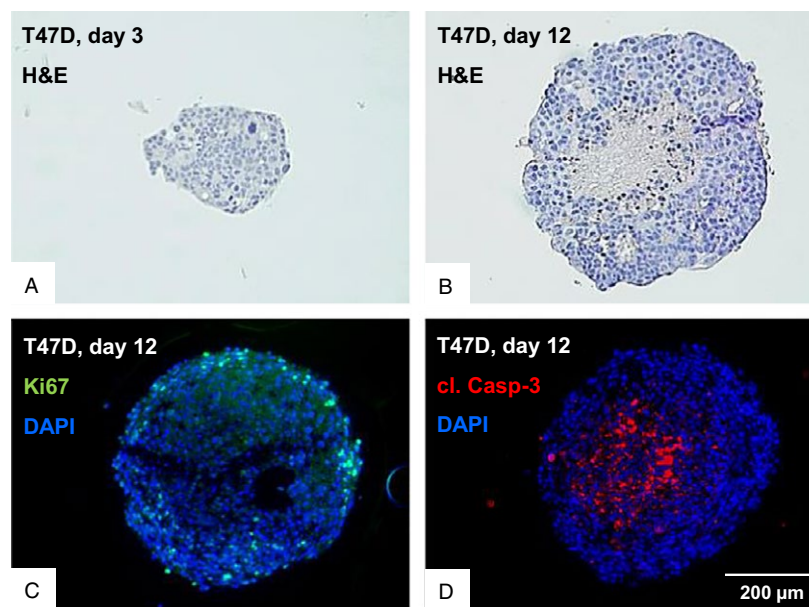 T47D, day 3
H&E
A
T47D, day 12
H&E
B
T47D, day 12
Ki67
DAPI
C
T47D, day 12
cl. Casp-3
DAPI
D
200 µm